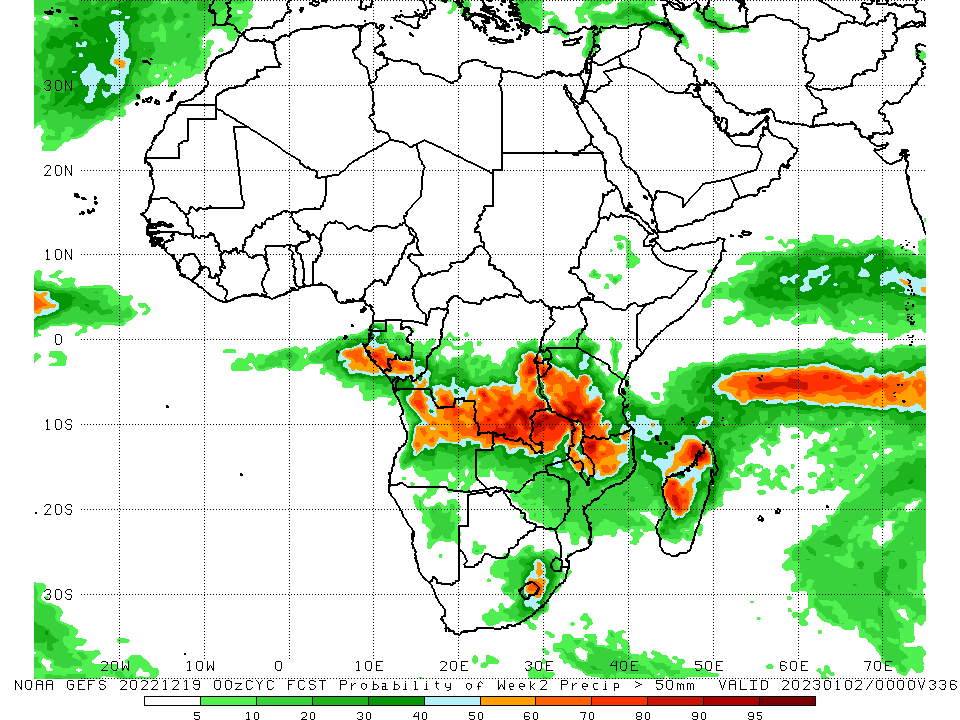 30N
20N
10N
0
10S
20S
30S
20W 10W 0 10E 20E 30E 40E 50E 60E 70E
NOAA GEFS 20221219 00zCYC FCST Probability of Week2 Precip > 50mm VALID 20230102/0000V336
5 10 20 30 40 50 60 70 80 90 95